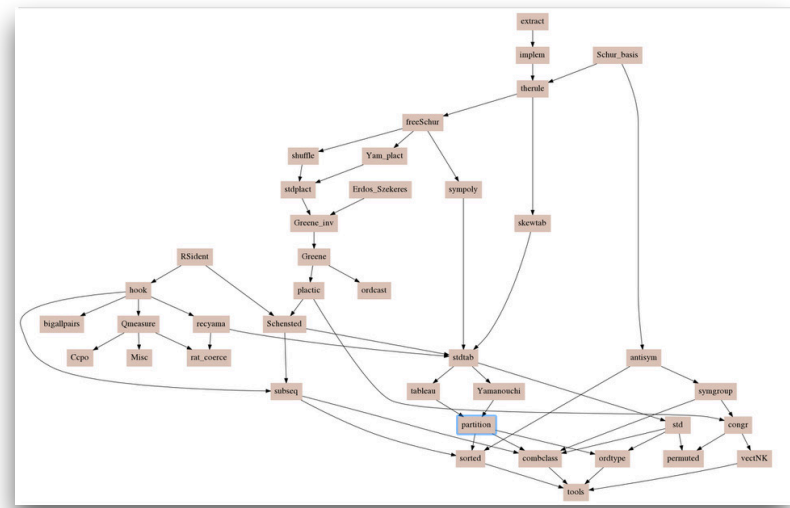 extract
implem
Schur_basis
therule
freeSchur
shuffle
Yam_plact
stdplact
Erdos_Szekeres
sympoly
Greene_inv
skewtab
RSident
Greene
hook
plactic
ordcast
bigallpairs
Qmeasure
recyama
Schensted
Ccpo
Misc
rat_coerce
stdtab
antisym
subseq
tableau
Yamanouchi
symgroup
partition
std
congr
sorted
combclass
ordtype
permuted
vectNK
tools